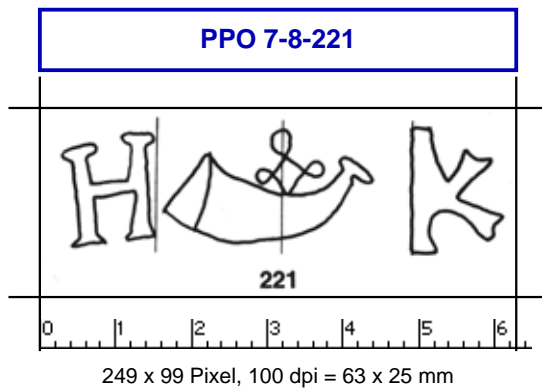 PPO 7-8-221
H K
221
0 1 2 3 4 5 6
249 x 99 Pixel, 100 dpi = 63 x 25 mm